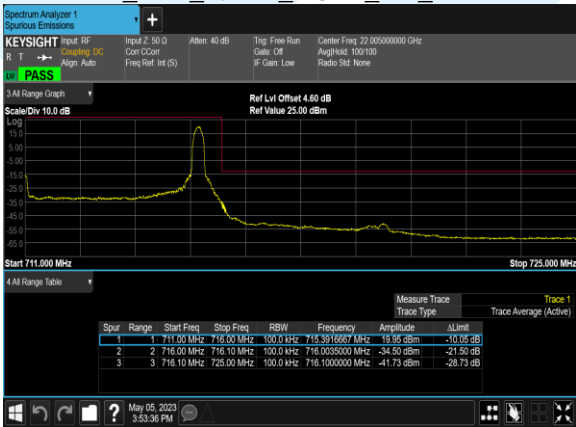 Spectrum Analyzer 1
Spurious Emissions
+
KEYSIGHT Input: RF Input Z: 50 Ω Atten: 40 dB Trig: Free Run Center Freq: 22.005000000 GHz
R T Coupling: DC Corr CCorr Gate: Off Avg|Hold: 100/100
Align: Auto Freq Ref: Int (S) IF Gain: Low Radio Std: None
PASS
3 All Range Graph
Ref Lvl Offset 4.60 dB
Scale/Div 10.0 dB Ref Value 25.00 dBm
Log
15.0
5.00
-5.00
-15.0
-25.0
-35.0
-45.0
-55.0
-65.0
Start 711.000 MHz Stop 725.000 MHz
4 All Range Table
Measure Trace Trace 1
Trace Type Trace Average (Active)
Spur Range Start Freq Stop Freq RBW Frequency Amplitude ΔLimit
1 1 711.00 MHz 716.00 MHz 100.0 kHz 715.3916667 MHz 19.95 dBm -10.05 dB
2 2 716.00 MHz 716.10 MHz 100.0 kHz 716.0035000 MHz -34.50 dBm -21.50 dB
3 3 716.10 MHz 725.00 MHz 100.0 kHz 716.1000000 MHz -41.73 dBm -28.73 dB
? May 05, 2023
3:53:36 PM